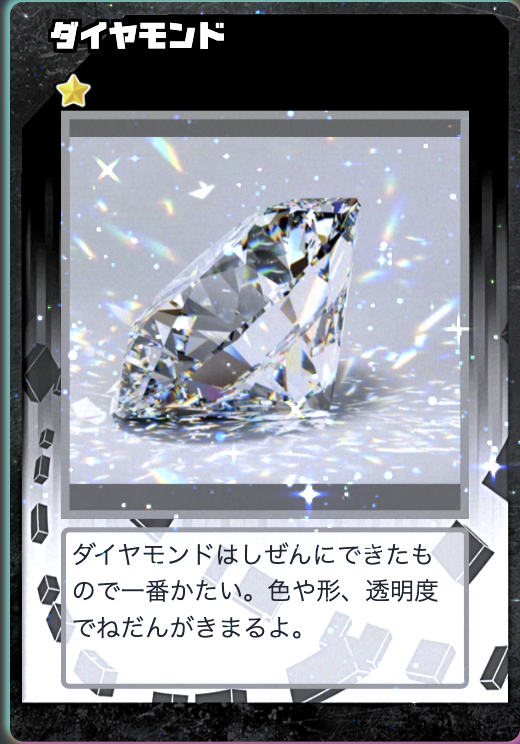 ダイヤモンド
ダイヤモンドはしぜんにできたも
ので一番かたい。色や形、透明度
でねだんがきまるよ。